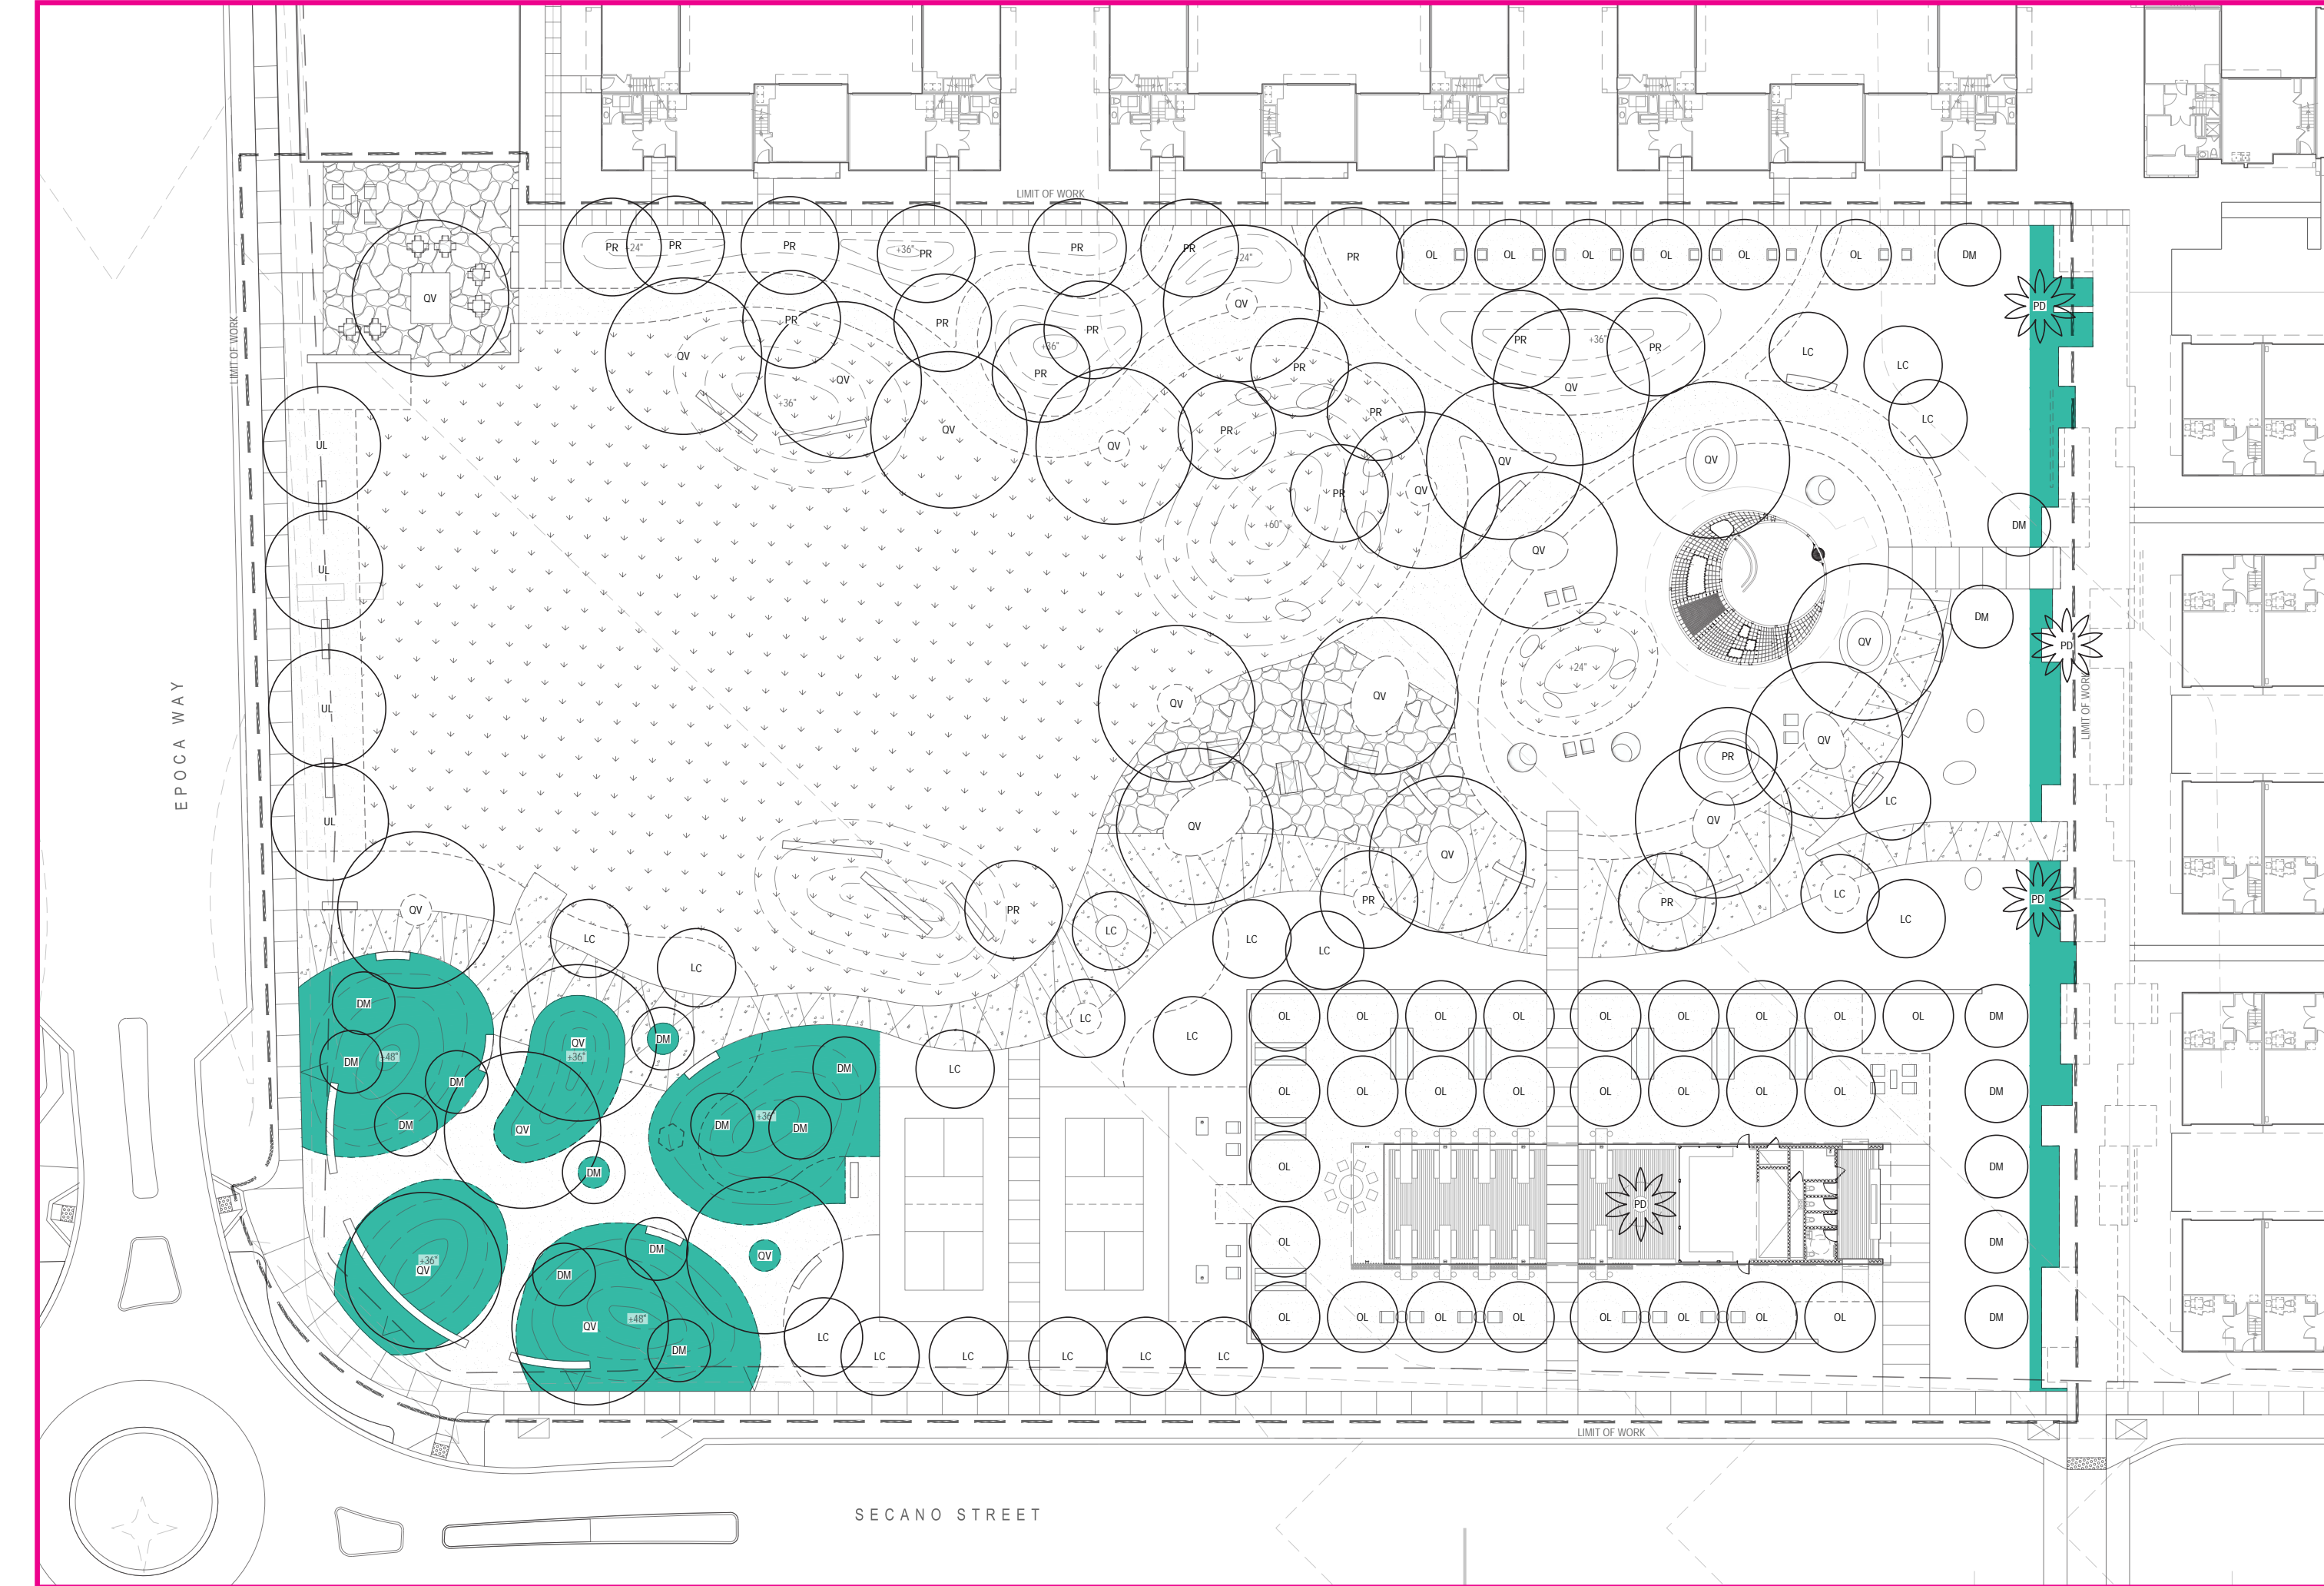 LIMIT OF WORK
PR
+24"
PR
PR
PR
+36"
PR
PR
+24"
PR
OL
OL
OL
OL
OL
OL
DM
QV
QV
PD
PR
PR
PR
+36"
PR
PR
+36"
PR
LC
LC
LIMIT OF WORK
QV
QV
+36"
PR
QV
PR
LC
UL
QV
QV
PR
QV
QV
QV
PR
+60"
DM
UL
QV
DM
QV
PD
+24"
EPOCA WAY
UL
QV
QV
LIMIT OF WORK
QV
PR
UL
QV
QV
LC
QV
QV
PR
LC
PR
PR
LC
LC
PD
LC
LC
LC
LC
LC
DM
LC
LC
OL
OL
OL
OL
OL
OL
OL
OL
OL
DM
QV
DM
+48"
+36"
DM
DM
DM
LC
OL
OL
OL
OL
OL
OL
OL
OL
DM
DM
QV
DM
+36"
DM
DM
OL
DM
PD
DM
QV
+36"
QV
DM
OL
DM
QV
+48"
DM
LC
LC
LC
LC
LC
LC
OL
OL
OL
OL
OL
OL
OL
OL
DM
LIMIT OF WORK
SECANO STREET